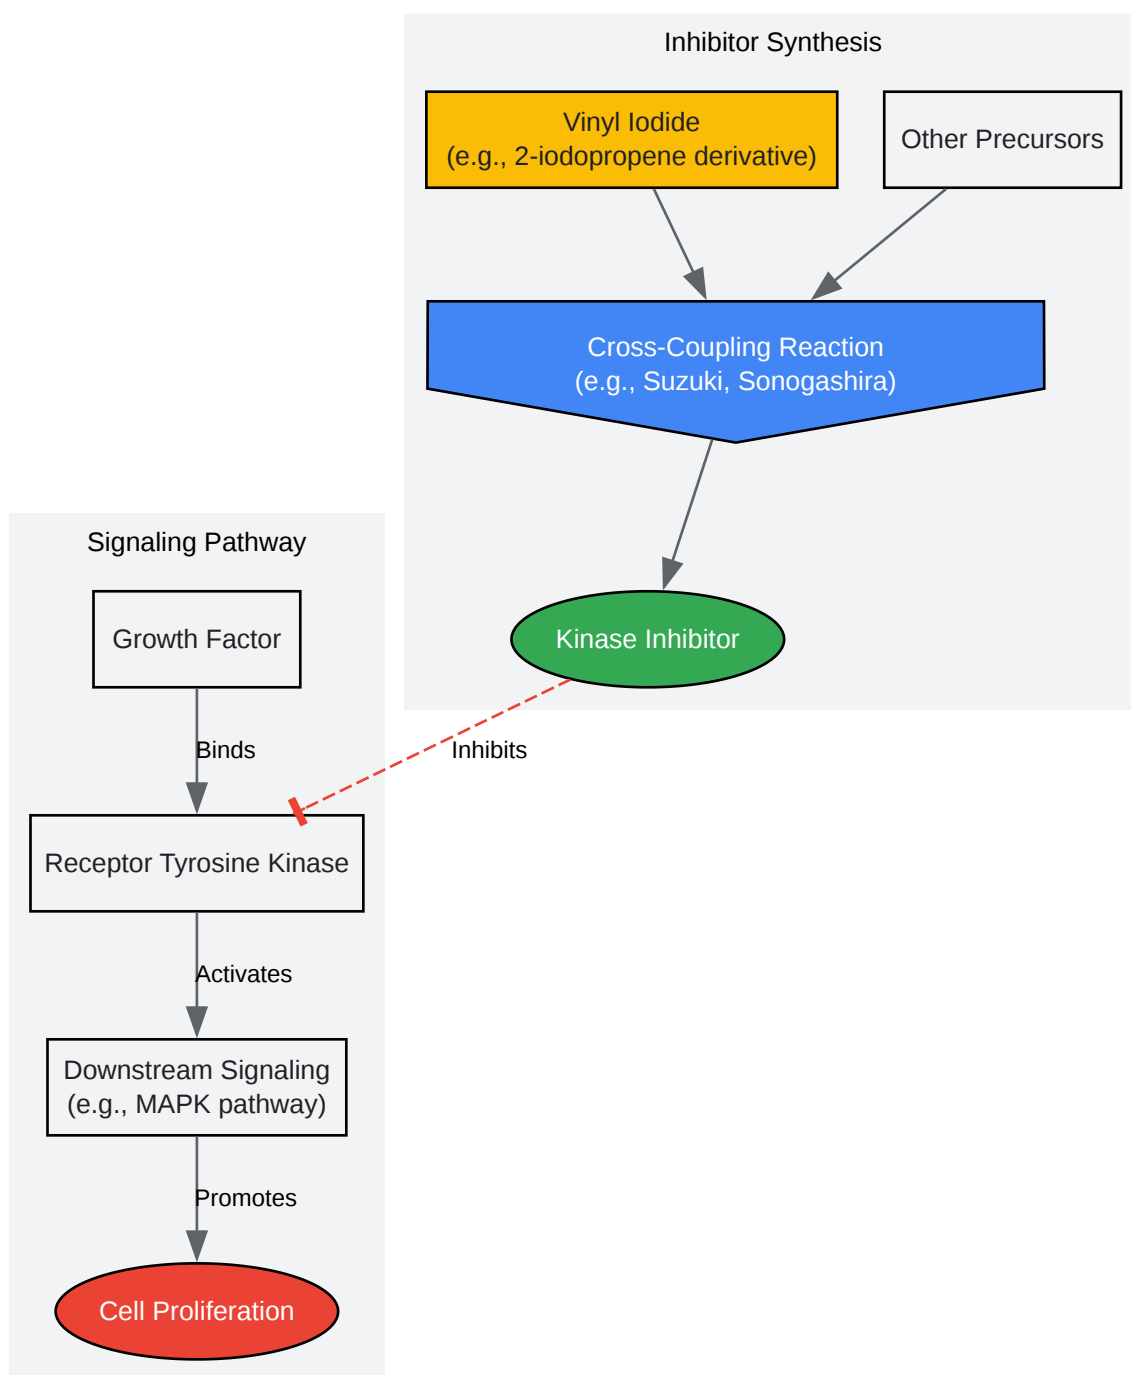 Inhibitor Synthesis
Vinyl Iodide
(e.g., 2-iodopropene derivative)
Other Precursors
Cross-Coupling Reaction
(e.g., Suzuki, Sonogashira)
Kinase Inhibitor
Inhibits
Signaling Pathway
Growth Factor
Binds
Receptor Tyrosine Kinase
Activates
Downstream Signaling
(e.g., MAPK pathway)
Promotes
Cell Proliferation